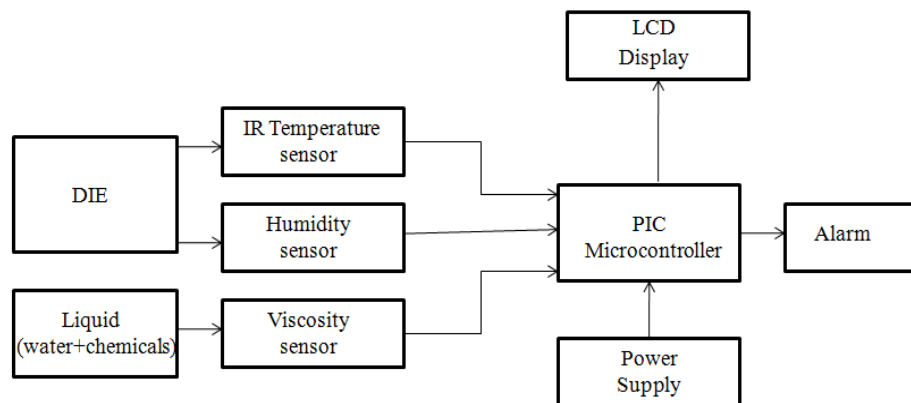 LCD
Display
IR Temperature
sensor
DIE
Humidity
sensor
PIC
Microcontroller
Alarm
Liquid
(water+chemicals)
Viscosity
sensor
Power
Supply